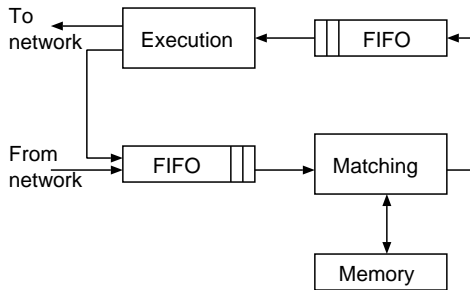 To
network
Execution
FIFO
From
network
FIFO
Matching
Memory